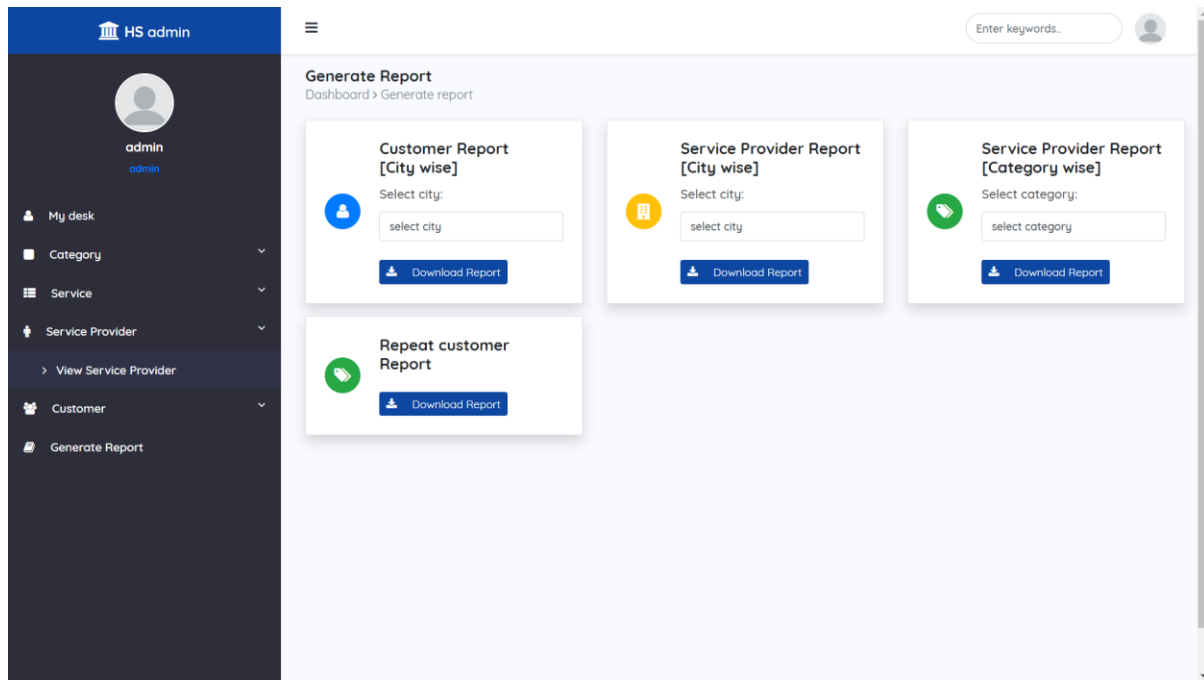 HS admin
Enter keywords..
admin
admin
My desk
Category
Service
Service Provider
> View Service Provider
Customer
Generate Report
Generate Report
Dashboard > Generate report
Customer Report
[City wise]
Select city:
select city
Download Report
Service Provider Report
[City wise]
Select city:
select city
Download Report
Service Provider Report
[Category wise]
Select category:
select category
Download Report
Repeat customer
Report
Download Report